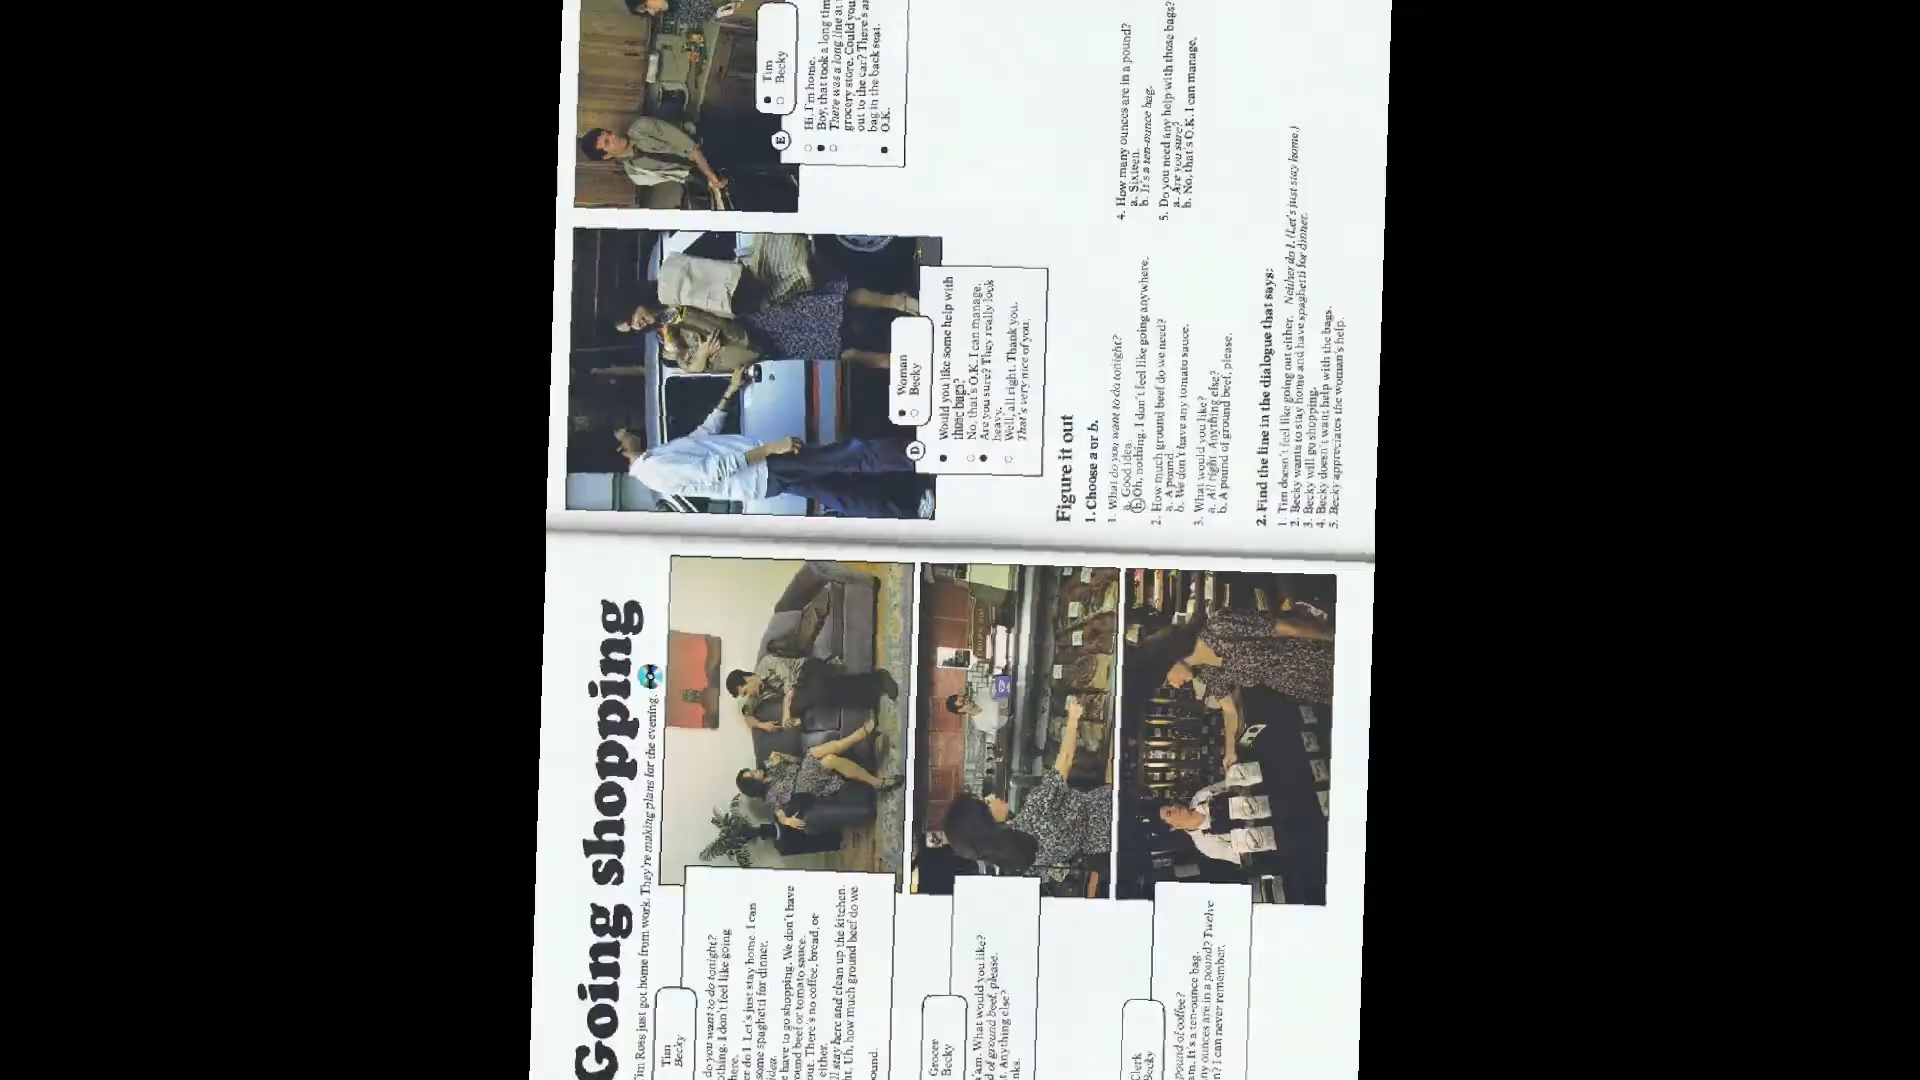 Going shopping
Tim Ross just got home from work. They're making plans for the evening.
Tim
Becky
do you want to do tonight?
othing. I don't feel like going
here.
er do I. Let's just stay home. I can
some spaghetti for dinner.
idea.
have to go shopping. We don't have
ound beef or tomato sauce.
out. There's no coffee, bread, or
either.
ll stay here and clean up the kitchen.
ht. Uh, how much ground beef do we
ound.
Grocer
Becky
'am. What would you like?
d of ground beef, please.
t. Anything else?
nks.
Clerk
Becky
pound of coffee?
am. It's a ten-ounce bag.
ny ounces are in a pound? Twelve
n? I can never remember.
D
Woman
Becky
Would you like some help with
those bags?
No, that's O.K. I can manage.
Are you sure? They really look
heavy.
Well, all right. Thank you.
That's very nice of you.
E
Tim
Becky
Hi, I'm home.
Boy, that took a long tim
There was a long line at
grocery store. Could you
out to the car? There's a
bag in the back seat.
O.K.
Figure it out
1. Choose a or b.
1. What do you want to do tonight?
a. Good idea.
b. Oh, nothing. I don't feel like going anywhere.
2. How much ground beef do we need?
a. A pound.
b. We don't have any tomato sauce.
3. What would you like?
a. All right. Anything else?
b. A pound of ground beef, please.
4. How many ounces are in a pound?
a. Sixteen.
b. It's a ten-ounce bag.
5. Do you need any help with those bags?
a. Are you sure?
b. No, that's O.K. I can manage.
2. Find the line in the dialogue that says:
1. Tim doesn't feel like going out either. Neither do I. (Let's just stay home.)
2. Becky wants to stay home and have spaghetti for dinner.
3. Becky will go shopping.
4. Becky doesn't want help with the bags.
5. Becky appreciates the woman's help.